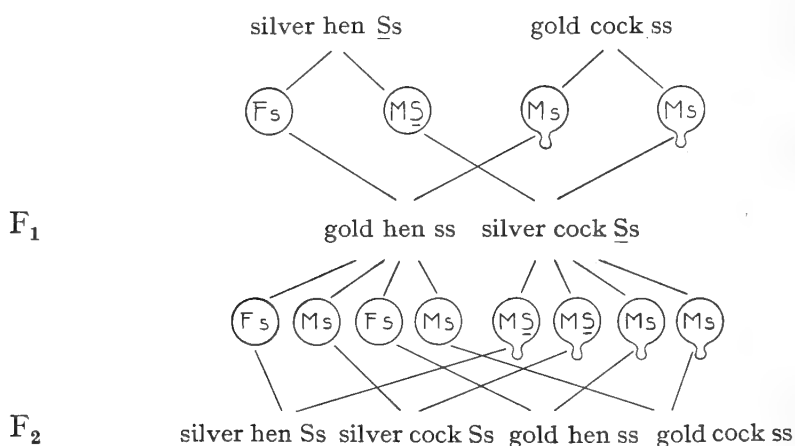 silver hen Ss gold cock ss
Fs MS Ms Ms
F1 gold hen ss silver cock Ss
Fs Ms Fs Ms MS MS Ms Ms
F2 silver hen Ss silver cock Ss gold hen ss gold cock ss